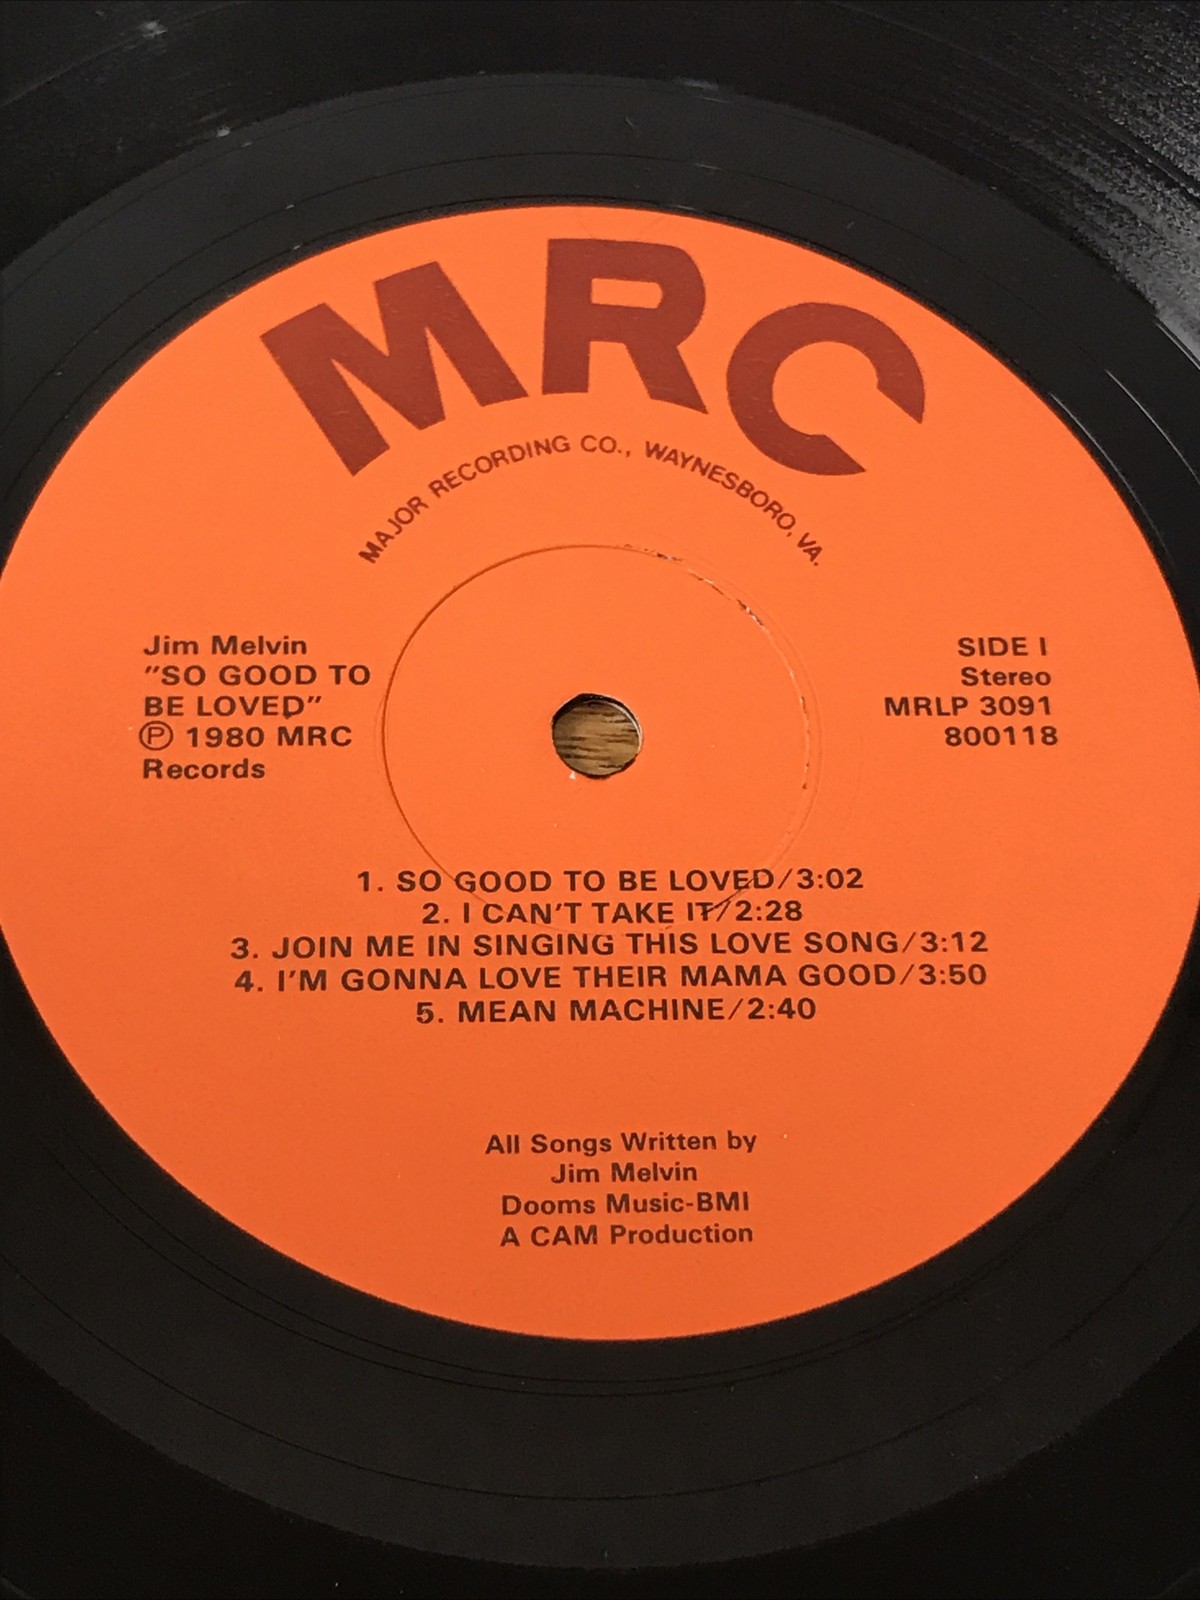 MRC
MAJOR RECORDING CO., WAYNESBORO, VA.
Jim Melvin
"SO GOOD TO
BE LOVED"
Ⓟ 1980 MRC
Records
SIDE I
Stereo
MRLP 3091
800118
1. SO GOOD TO BE LOVED/3:02
2. I CAN'T TAKE IT/2:28
3. JOIN ME IN SINGING THIS LOVE SONG/3:12
4. I'M GONNA LOVE THEIR MAMA GOOD/3:50
5. MEAN MACHINE/2:40
All Songs Written by
Jim Melvin
Dooms Music-BMI
A CAM Production